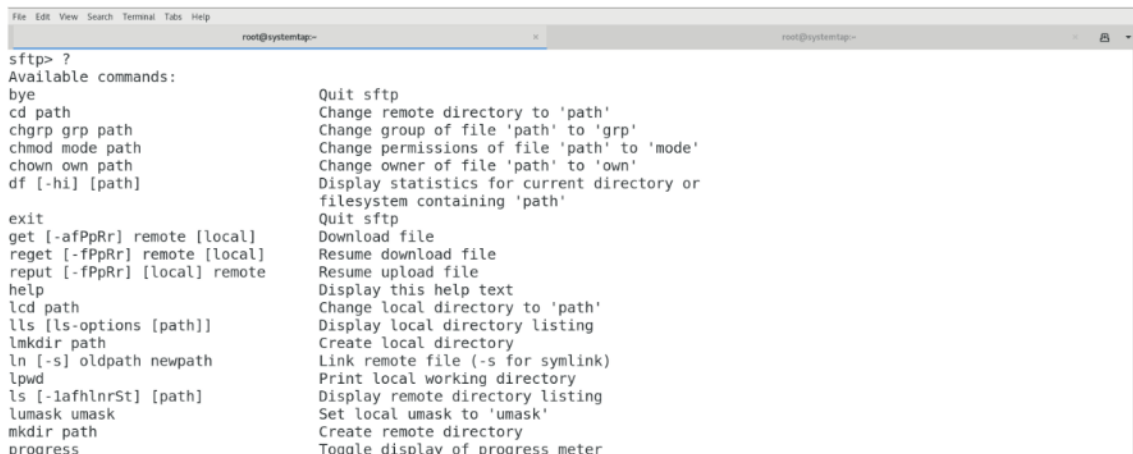 File Edit View Search Terminal Tabs Help
root@systemtap:~ × root@systemtap:~ ×
sftp> ?
Available commands:
bye Quit sftp
cd path Change remote directory to 'path'
chgrp grp path Change group of file 'path' to 'grp'
chmod mode path Change permissions of file 'path' to 'mode'
chown own path Change owner of file 'path' to 'own'
df [-hi] [path] Display statistics for current directory or
filesystem containing 'path'
exit Quit sftp
get [-afPpRr] remote [local] Download file
reget [-fPpRr] remote [local] Resume download file
reput [-fPpRr] [local] remote Resume upload file
help Display this help text
lcd path Change local directory to 'path'
lls [ls-options [path]] Display local directory listing
lmkdir path Create local directory
ln [-s] oldpath newpath Link remote file (-s for symlink)
lpwd Print local working directory
ls [-1afhlnrSt] [path] Display remote directory listing
lumask umask Set local umask to 'umask'
mkdir path Create remote directory
progress Toggle display of progress meter